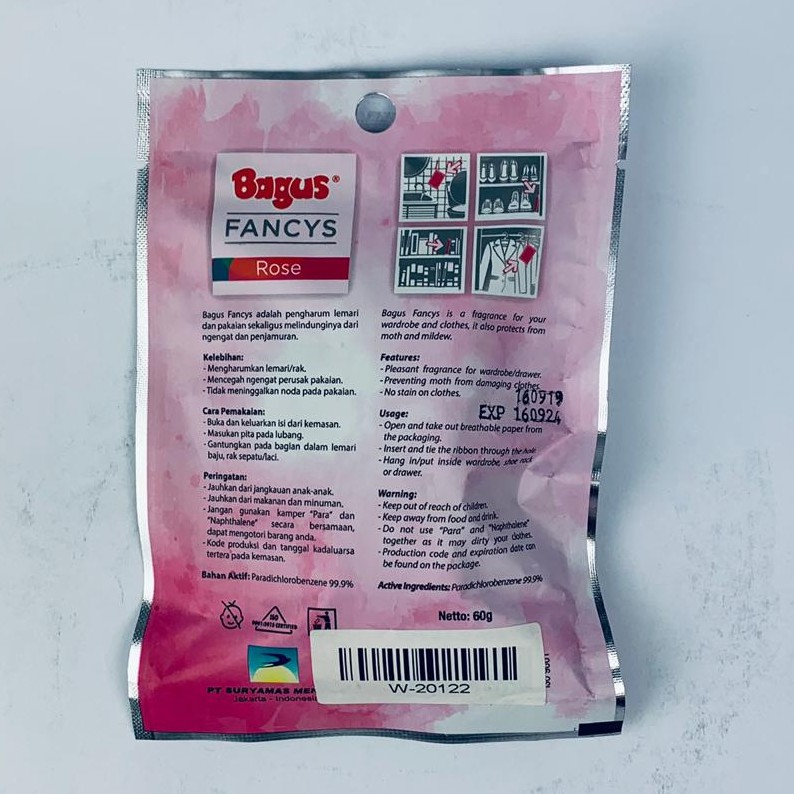 Bagus®
FANCYS
Rose
Bagus Fancys adalah pengharum lemari
dan pakaian sekaligus melindunginya dari
ngengat dan penjamuran.
Kelebihan:
- Mengharumkan lemari/rak.
- Mencegah ngengat perusak pakaian.
- Tidak meninggalkan noda pada pakaian.
Cara Pemakaian:
- Buka dan keluarkan isi dari kemasan.
- Masukan pita pada lubang.
- Gantungkan pada bagian dalam lemari
baju, rak sepatu/laci.
Peringatan:
- Jauhkan dari jangkauan anak-anak.
- Jauhkan dari makanan dan minuman.
- Jangan gunakan kamper "Para" dan
"Naphthalene" secara bersamaan,
dapat mengotori barang anda.
- Kode produksi dan tanggal kadaluarsa
tertera pada kemasan.
Bahan Aktif: Paradichlorobenzene 99.9%
Bagus Fancys is a fragrance for your
wardrobe and clothes, it also protects from
moth and mildew.
Features:
- Pleasant fragrance for wardrobe/drawer.
- Preventing moth from damaging clothes.
- No stain on clothes.
160919
EXP 160924
Usage:
- Open and take out breathable paper from
the packaging.
- Insert and tie the ribbon through the hole.
- Hang in/put inside wardrobe, shoe rack
or drawer.
Warning:
- Keep out of reach of children.
- Keep away from food and drink.
- Do not use "Para" and "Naphthalene"
together as it may dirty your clothes.
- Production code and expiration date can
be found on the package.
Active Ingredients: Paradichlorobenzene 99.9%
Netto: 60g
ISO
CERTIFIED
PT SURYAMAS MEN
Jakarta - Indonesia
W-20122